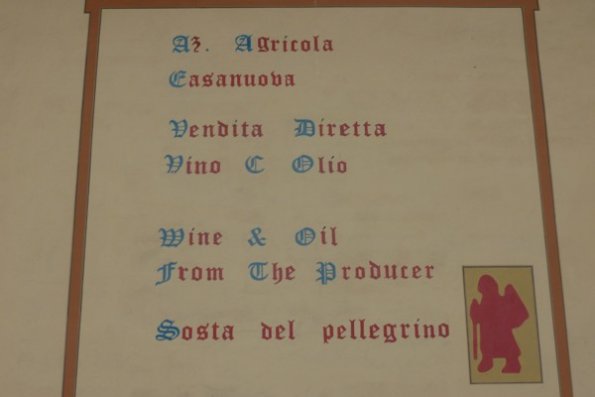 Az. Agricola
Casanuova
Vendita Diretta
Vino E Olio
Wine & Oil
From The Producer
Sosta del pellegrino